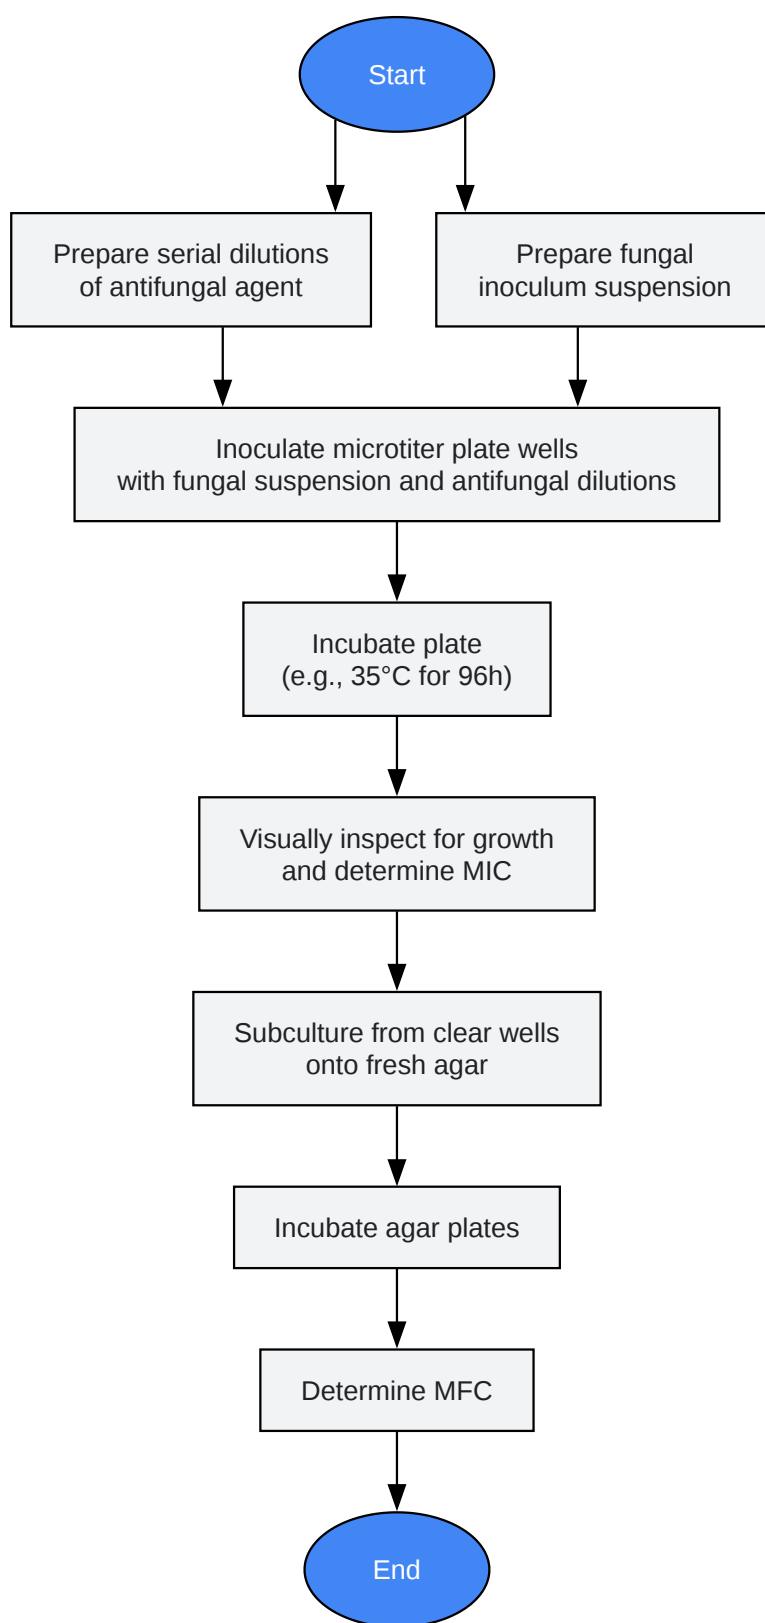 Start
Prepare serial dilutions
of antifungal agent
Prepare fungal
inoculum suspension
Inoculate microtiter plate wells
with fungal suspension and antifungal dilutions
Incubate plate
(e.g., 35°C for 96h)
Visually inspect for growth
and determine MIC
Subculture from clear wells
onto fresh agar
Incubate agar plates
Determine MFC
End